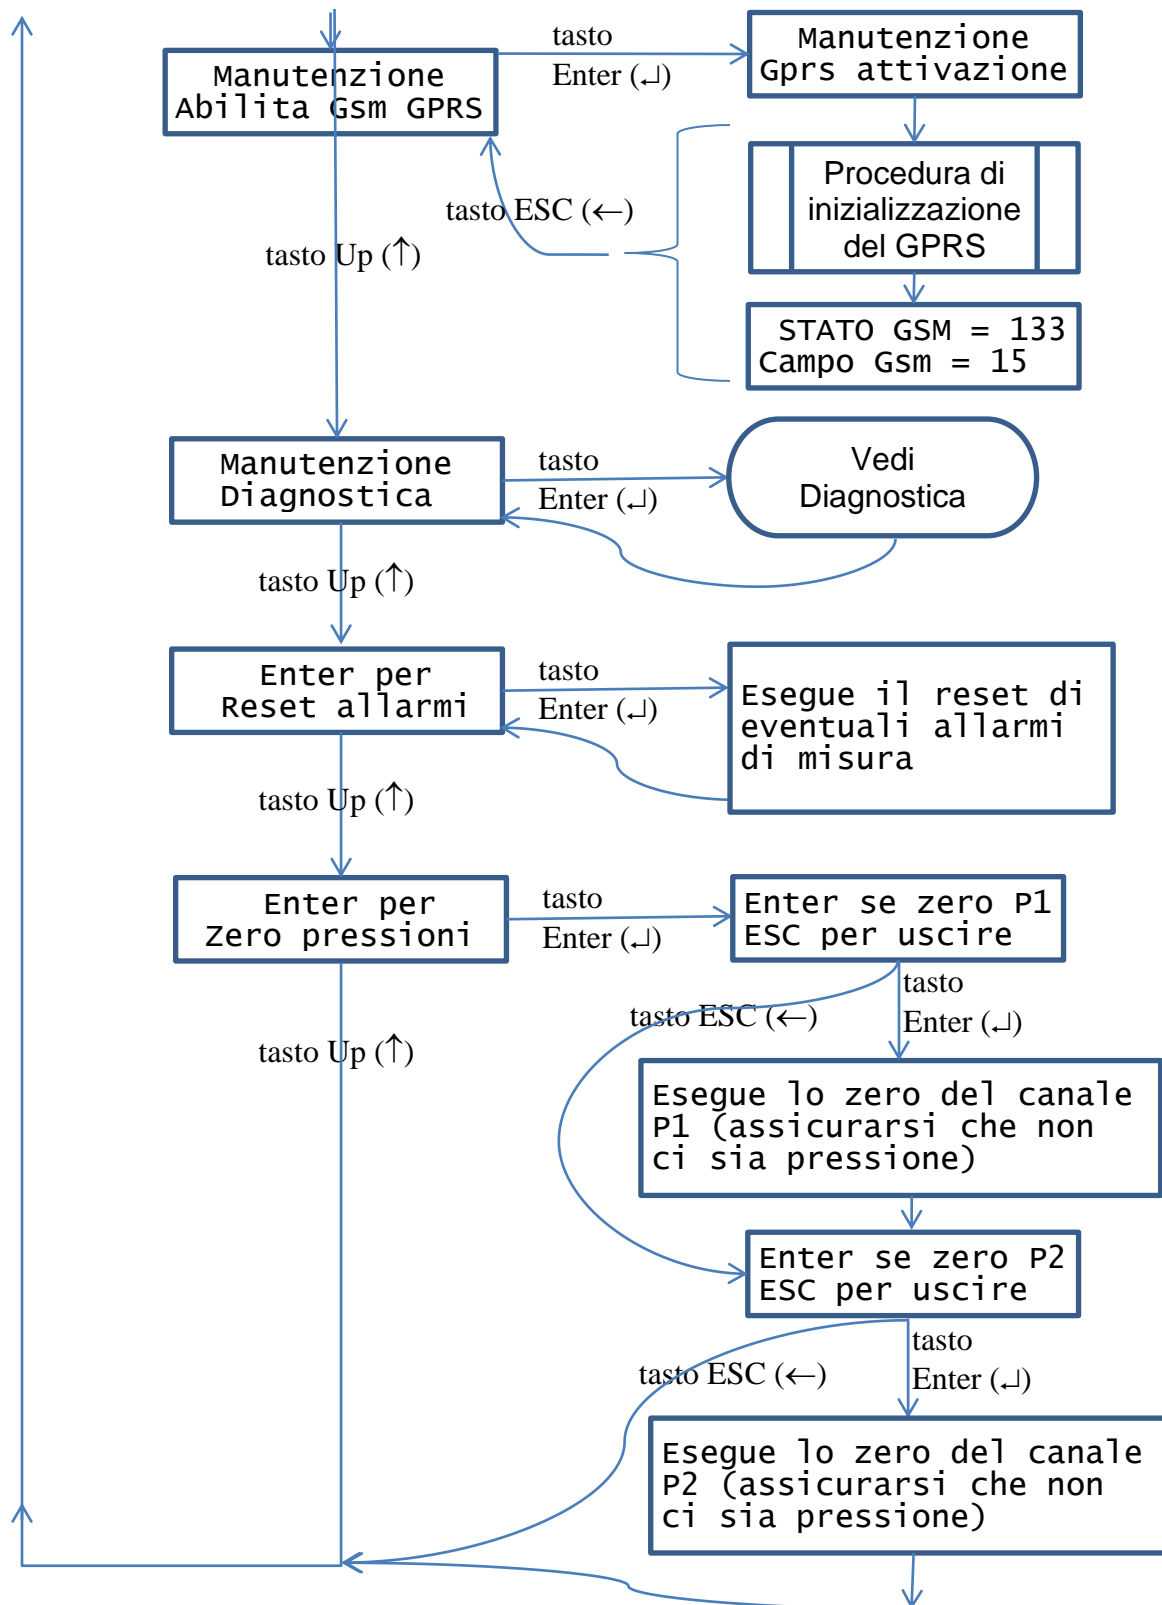 tasto
Enter (↵)
Manutenzione
Abilita Gsm GPRS
Manutenzione
Gprs attivazione
Procedura di
inizializzazione
del GPRS
tasto ESC (←)
tasto Up (↑)
STATO GSM = 133
Campo Gsm = 15
Manutenzione
Diagnostica
tasto
Enter (↵)
Vedi
Diagnostica
tasto Up (↑)
Enter per
Reset allarmi
tasto
Enter (↵)
Esegue il reset di
eventuali allarmi
di misura
tasto Up (↑)
Enter per
Zero pressioni
tasto
Enter (↵)
Enter se zero P1
ESC per uscire
tasto ESC (←)
tasto
Enter (↵)
tasto Up (↑)
Esegue lo zero del canale
P1 (assicurarsi che non
ci sia pressione)
Enter se zero P2
ESC per uscire
tasto ESC (←)
tasto
Enter (↵)
Esegue lo zero del canale
P2 (assicurarsi che non
ci sia pressione)